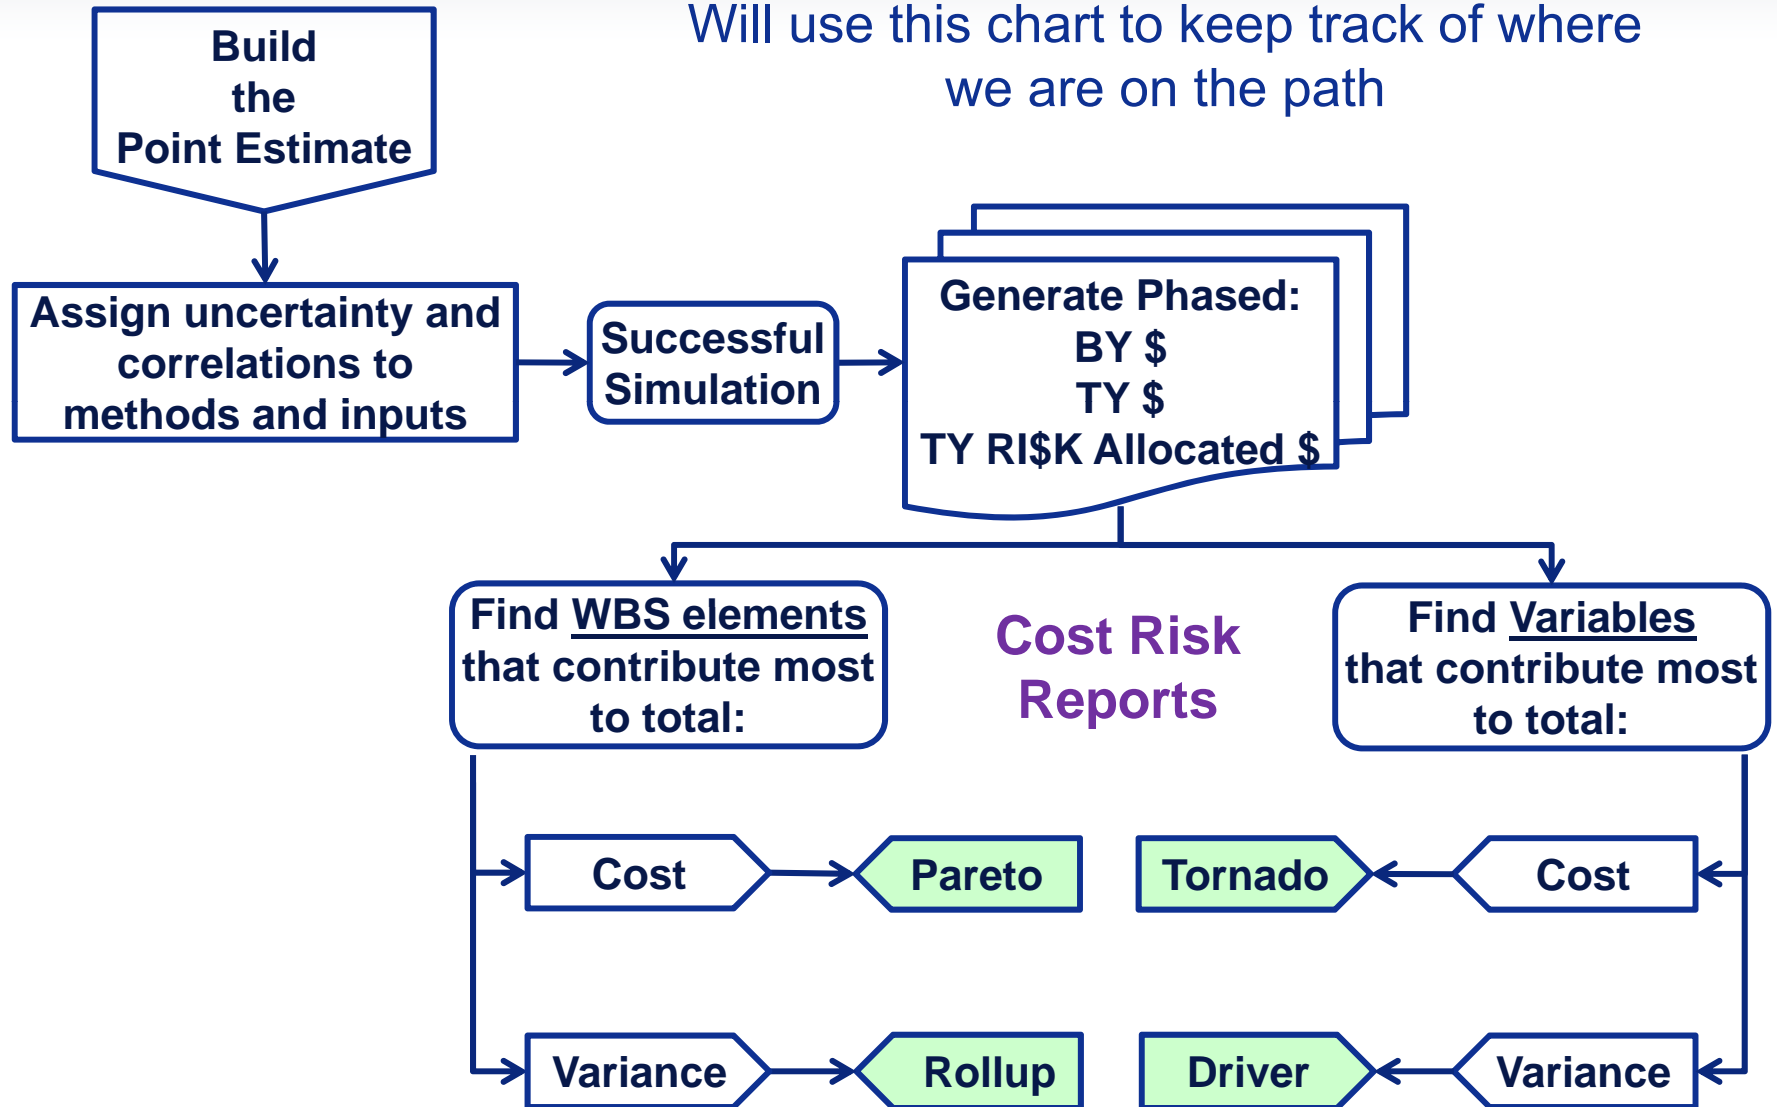 Will use this chart to keep track of where
we are on the path
Build
the
Point Estimate
Assign uncertainty and
correlations to
methods and inputs
Successful
Simulation
Generate Phased:
BY $
TY $
TY RI$K Allocated $
Find WBS elements
that contribute most
to total:
Cost Risk
Reports
Find Variables
that contribute most
to total:
Cost
Pareto
Tornado
Cost
Variance
Rollup
Driver
Variance